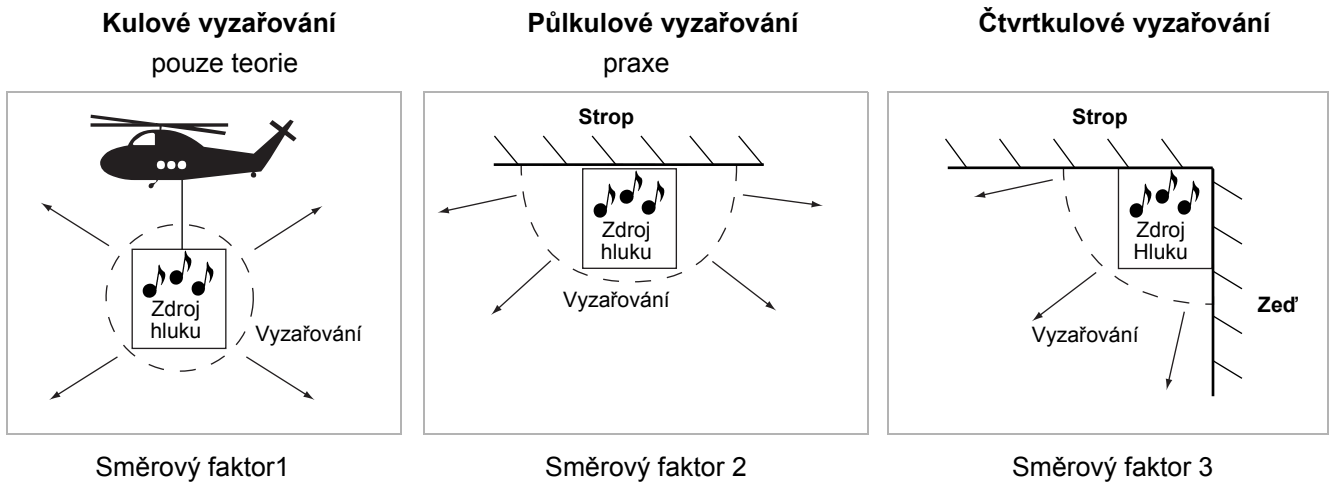 Kulové vyzařování
pouze teorie
Zdroj
hluku
Vyzařování
Směrový faktor1
Půlkulové vyzařování
praxe
Strop
Zdroj
hluku
Vyzařování
Směrový faktor 2
Čtvrtkulové vyzařování
Strop
Zdroj
Hluku
Zeď
Vyzařování
Směrový faktor 3